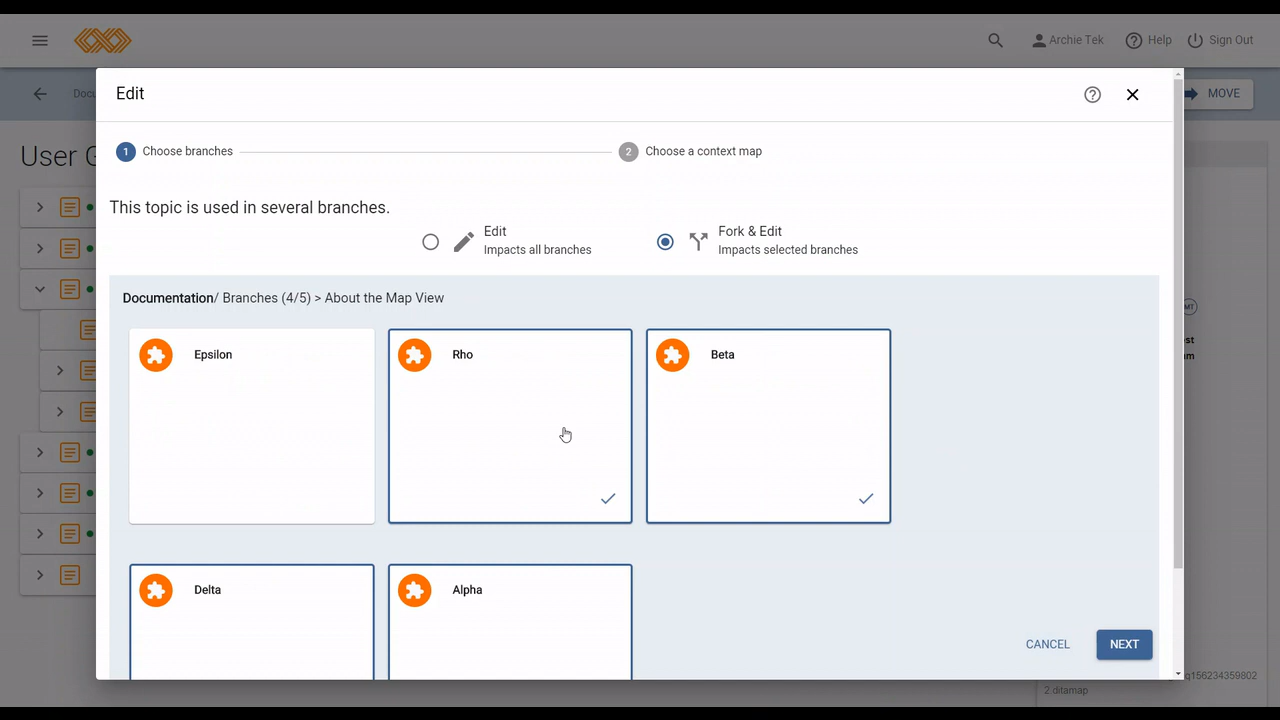 Archie Tek
Help
Sign Out
MOVE
Edit
1 Choose branches
2 Choose a context map
This topic is used in several branches.
Edit
Impacts all branches
Fork & Edit
Impacts selected branches
Documentation/ Branches (4/5) > About the Map View
Epsilon
Rho
Beta
Delta
Alpha
CANCEL
NEXT
User G
MT
q156234359802
2.ditamap